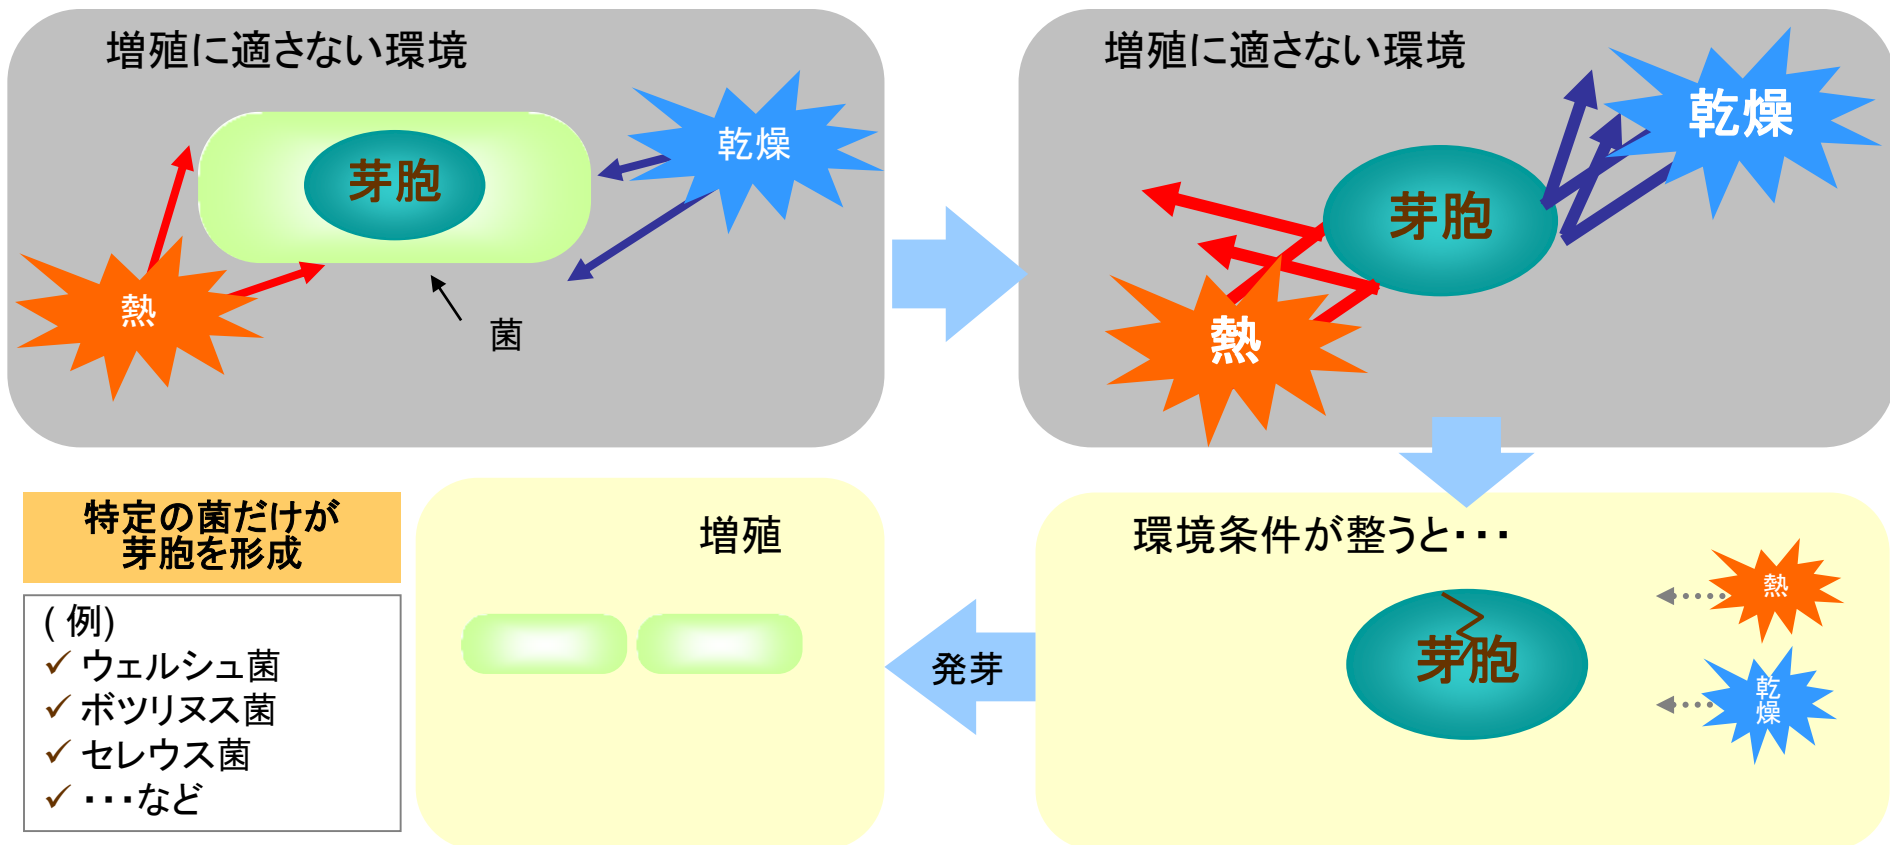 増殖に適さない環境
芽胞
乾燥
熱
菌
増殖に適さない環境
乾燥
芽胞
熱
環境条件が整うと・・・
熱
芽胞
乾
燥
発芽
増殖
特定の菌だけが
芽胞を形成
(例)
✓ ウェルシュ菌
✓ ボツリヌス菌
✓ セレウス菌
✓ ・・・など